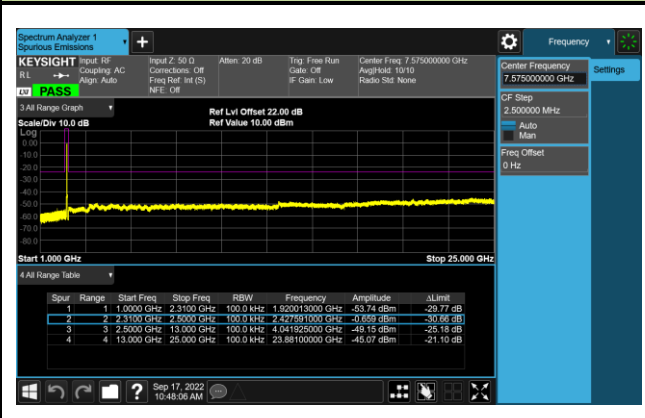 Spectrum Analyzer 1
Spurious Emissions
+
Frequency
KEYSIGHT Input: RF Input Z: 50 Ω Atten: 20 dB Trig: Free Run Center Freq: 7.575000000 GHz
RL Coupling: AC Corrections: Off Gate: Off Avg|Hold: 10/10
Align: Auto Freq Ref: Int (S) IF Gain: Low Radio Std: None
NFE: Off
LXI PASS
Center Frequency
7.575000000 GHz
Settings
CF Step
2.500000 MHz
Auto
Man
Freq Offset
0 Hz
3 All Range Graph
Ref Lvl Offset 22.00 dB
Scale/Div 10.0 dB Ref Value 10.00 dBm
Log
0.00
-10.0
-20.0
-30.0
-40.0
-50.0
-60.0
-70.0
-80.0
Start 1.000 GHz Stop 25.000 GHz
4 All Range Table
Spur Range Start Freq Stop Freq RBW Frequency Amplitude ΔLimit
1 1 1.0000 GHz 2.3100 GHz 100.0 kHz 1.920013000 GHz -53.74 dBm -29.77 dB
2 2 2.3100 GHz 2.5000 GHz 100.0 kHz 2.427591000 GHz -0.659 dBm -30.66 dB
3 3 2.5000 GHz 13.000 GHz 100.0 kHz 4.041925000 GHz -49.15 dBm -25.18 dB
4 4 13.000 GHz 25.000 GHz 100.0 kHz 23.88100000 GHz -45.07 dBm -21.10 dB
? Sep 17, 2022
10:48:06 AM